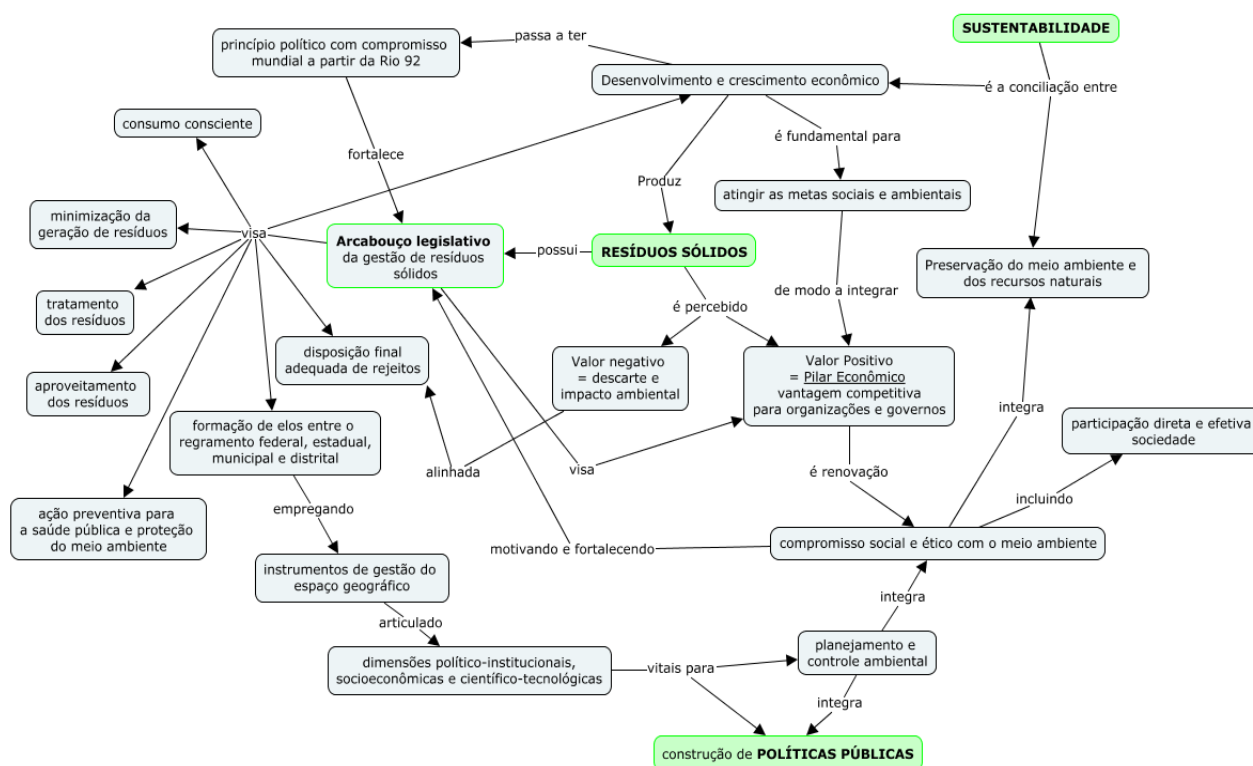 SUSTENTABILIDADE
passa a ter
princípio político com compromisso
mundial a partir da Rio 92
Desenvolvimento e crescimento econômico
é a conciliação entre
consumo consciente
é fundamental para
fortalece
Produz
atingir as metas sociais e ambientais
minimização da
geração de resíduos
visa
Arcabouço legislativo
da gestão de resíduos
sólidos
possui
RESÍDUOS SÓLIDOS
Preservação do meio ambiente e
dos recursos naturais
tratamento
dos resíduos
de modo a integrar
é percebido
disposição final
adequada de rejeitos
Valor negativo
= descarte e
impacto ambiental
Valor Positivo
= Pilar Econômico
vantagem competitiva
para organizações e governos
aproveitamento
dos resíduos
integra
participação direta e efetiva
sociedade
formação de elos entre o
regramento federal, estadual,
municipal e distrital
alinhada
visa
é renovação
incluindo
empregando
ação preventiva para
a saúde pública e proteção
do meio ambiente
motivando e fortalecendo
compromisso social e ético com o meio ambiente
instrumentos de gestão do
espaço geográfico
integra
articulado
planejamento e
controle ambiental
dimensões político-institucionais,
socioeconômicas e científico-tecnológicas
vitais para
integra
construção de POLÍTICAS PÚBLICAS